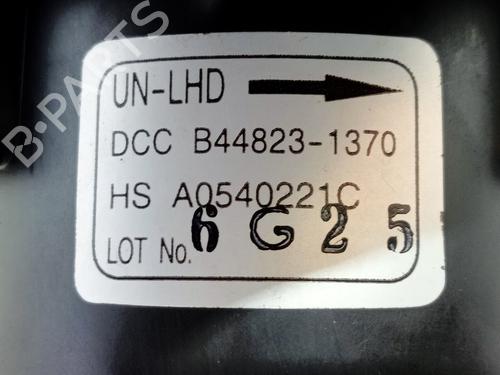 UN-LHD
DCC B44823-1370
HS A0540221C
LOT No. 6 G 2 5
B-PARTS